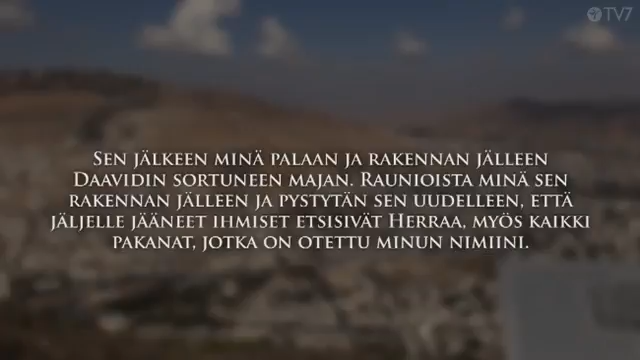 TV7
Sen jälkeen minä palaan ja rakennan jälleen
Daavidin sortuneen majan. Raunioista minä sen
rakennan jälleen ja pystytän sen uudelleen, että
jäljelle jääneet ihmiset etsisivät Herraa, myös kaikki
pakanat, jotka on otettu minun nimiini.